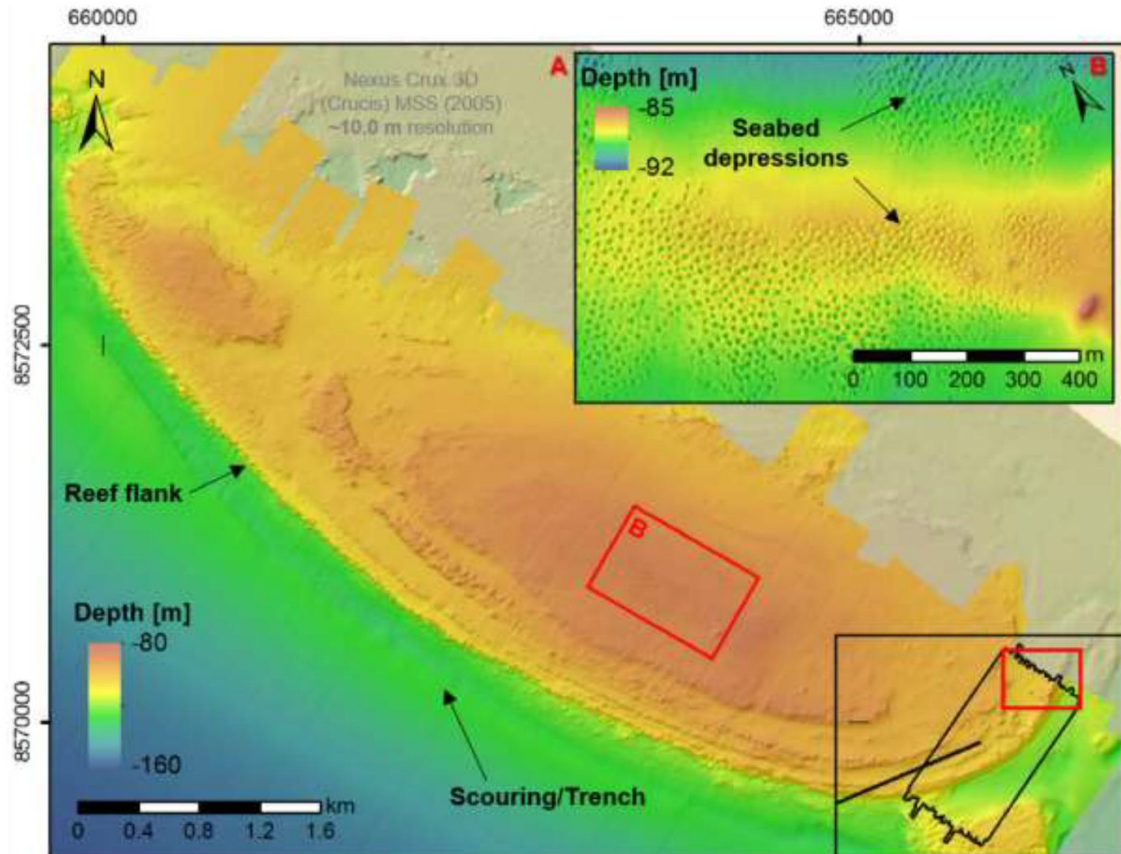 660000
665000
N
Nexus Crux 3D
(Crucis) MSS (2005)
~10.0 m resolution
A
Depth [m]
-85
-92
Seabed
depressions
N
B
m
0 100 200 300 400
8572500
Reef flank
B
Depth [m]
-80
-160
8570000
Scouring/Trench
km
0 0.4 0.8 1.2 1.6